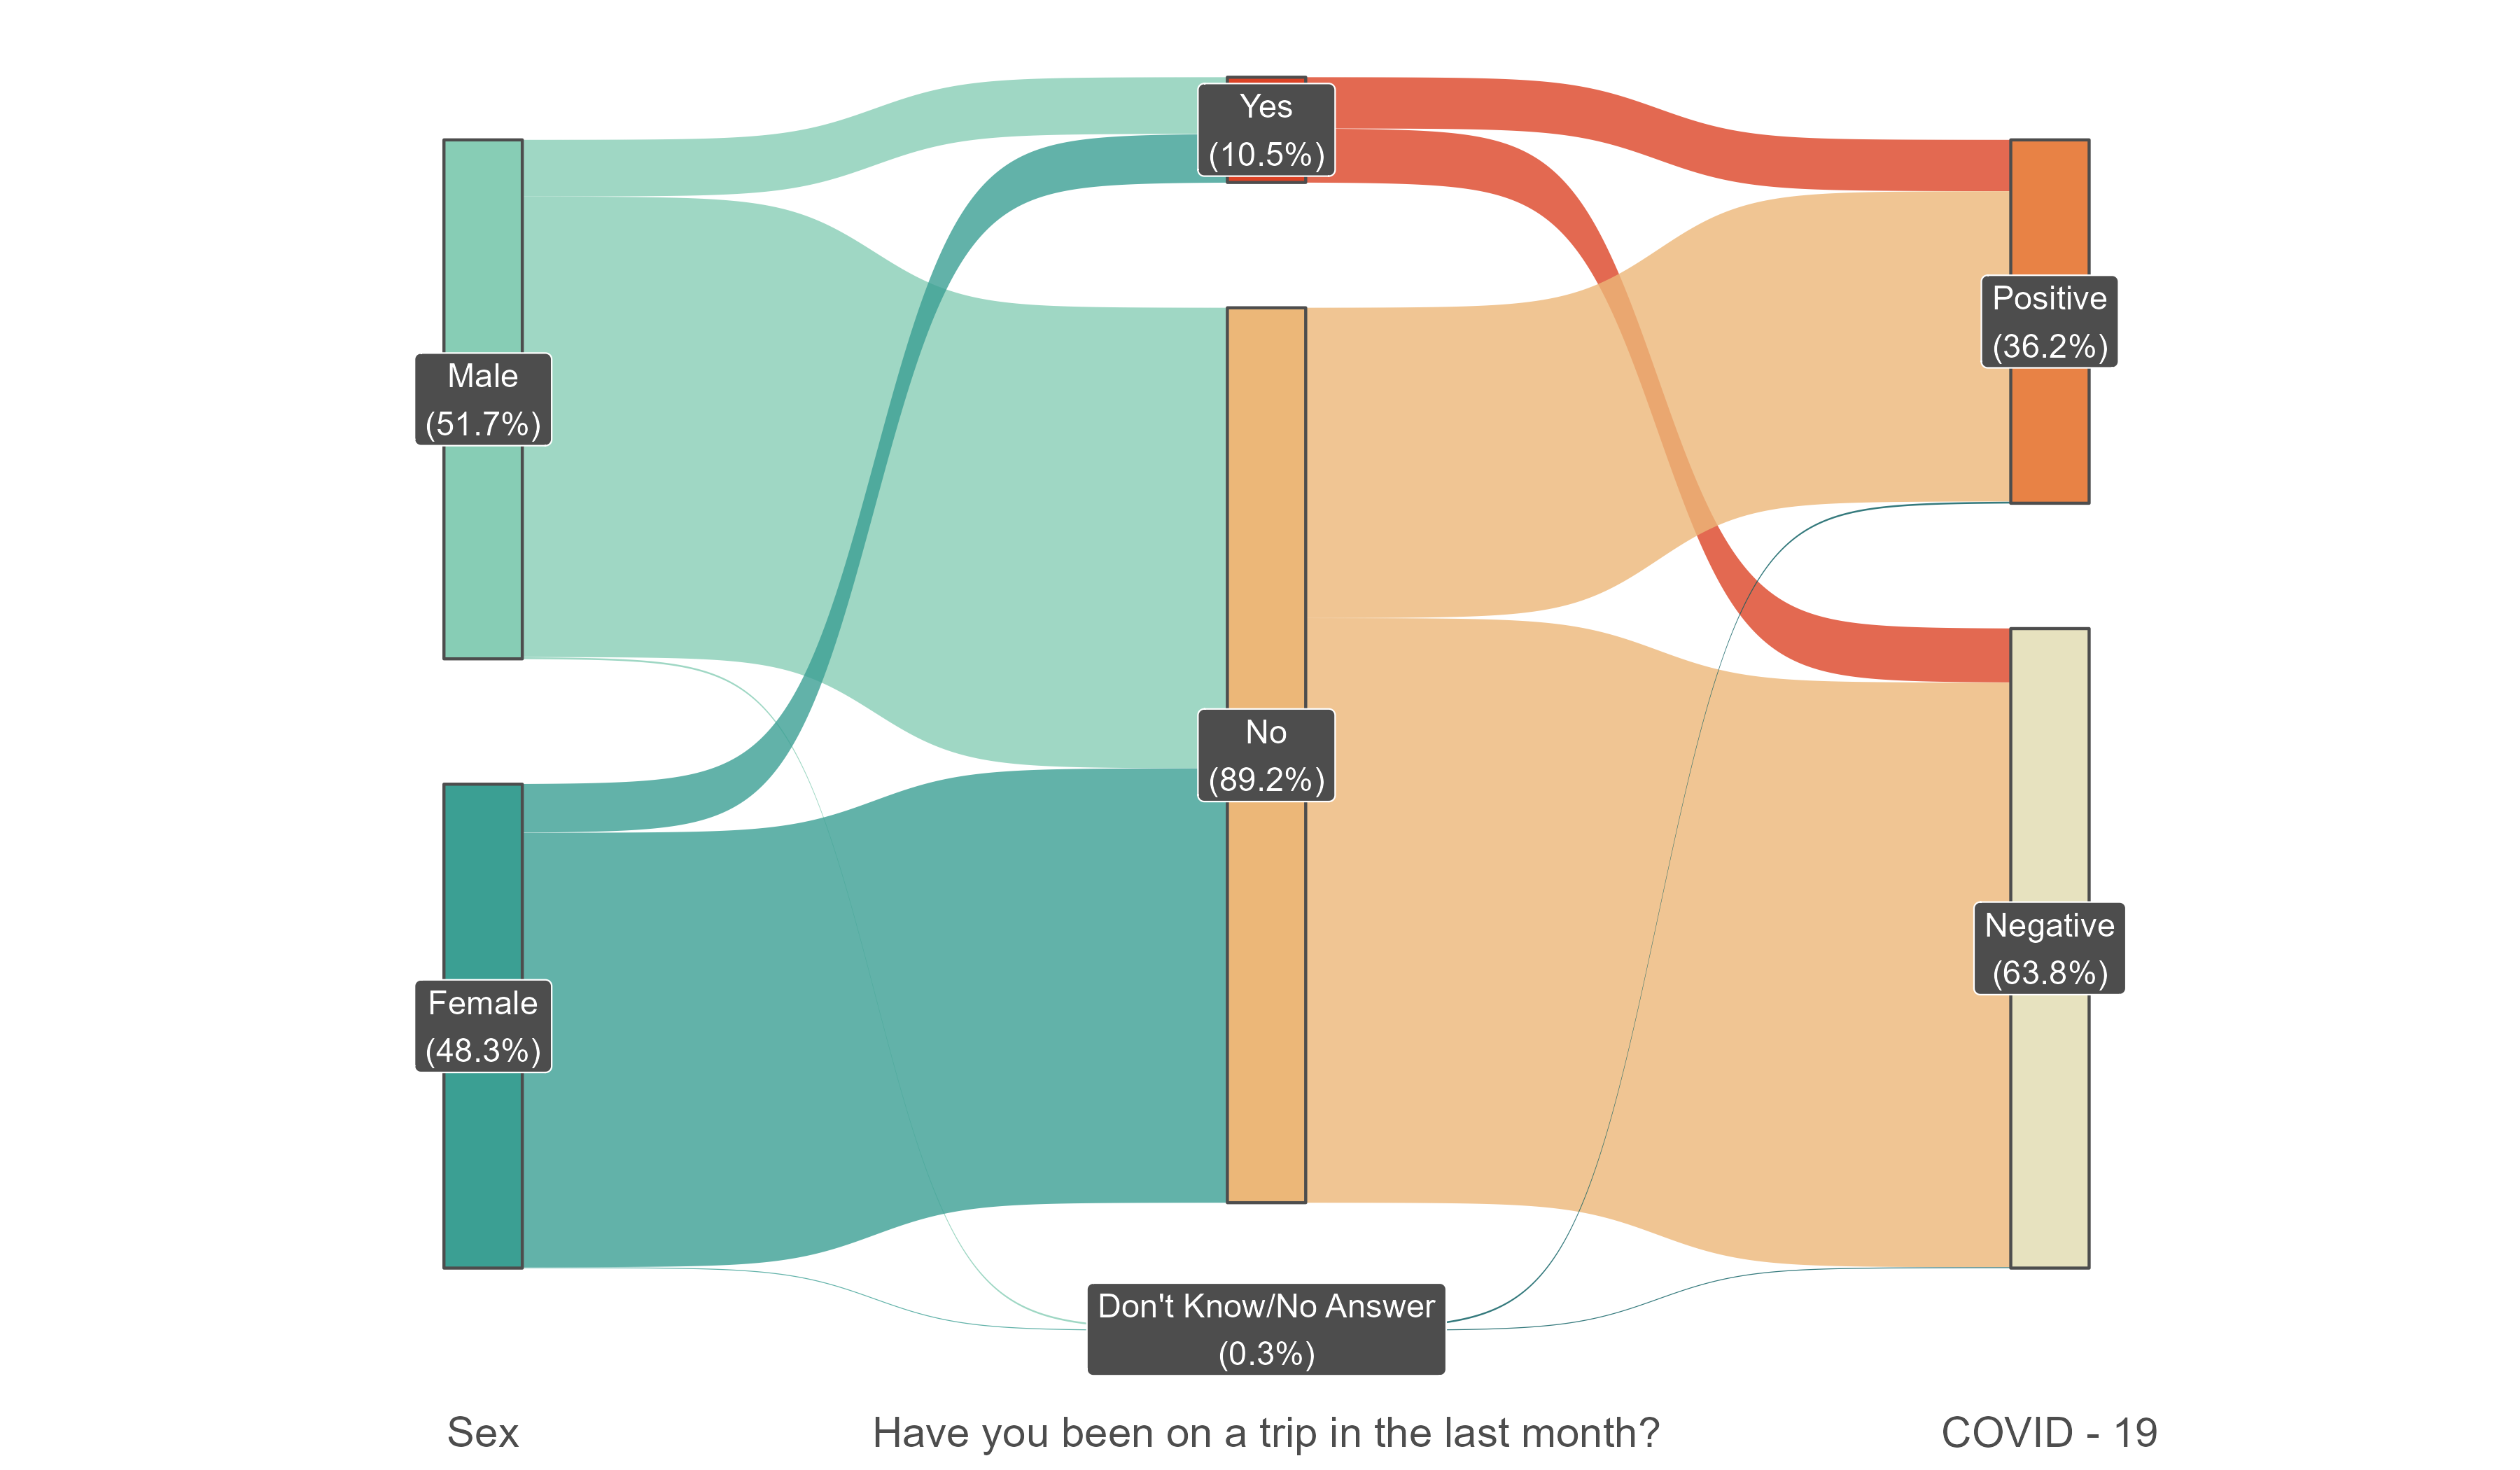 Yes
(10.5%)
Positive
(36.2%)
Male
(51.7%)
No
(89.2%)
Negative
(63.8%)
Female
(48.3%)
Don't Know/No Answer
(0.3%)
Sex
Have you been on a trip in the last month?
COVID - 19